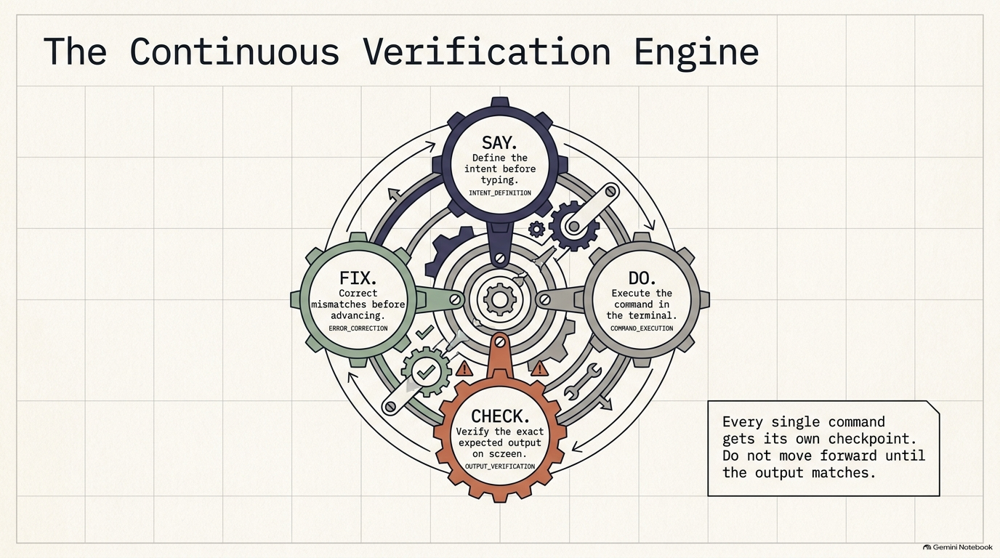 The Continuous Verification Engine
SAY.
Define the
intent before
typing.
INTENT_DEFINITION
FIX.
Correct
mismatches before
advancing.
ERROR_CORRECTION
DO.
Execute the
command in
the terminal.
COMMAND_EXECUTION
CHECK.
Verify the exact
expected output
on screen.
OUTPUT_VERIFICATION
Every single command
gets its own checkpoint.
Do not move forward until
the output matches.
Gemini Notebook